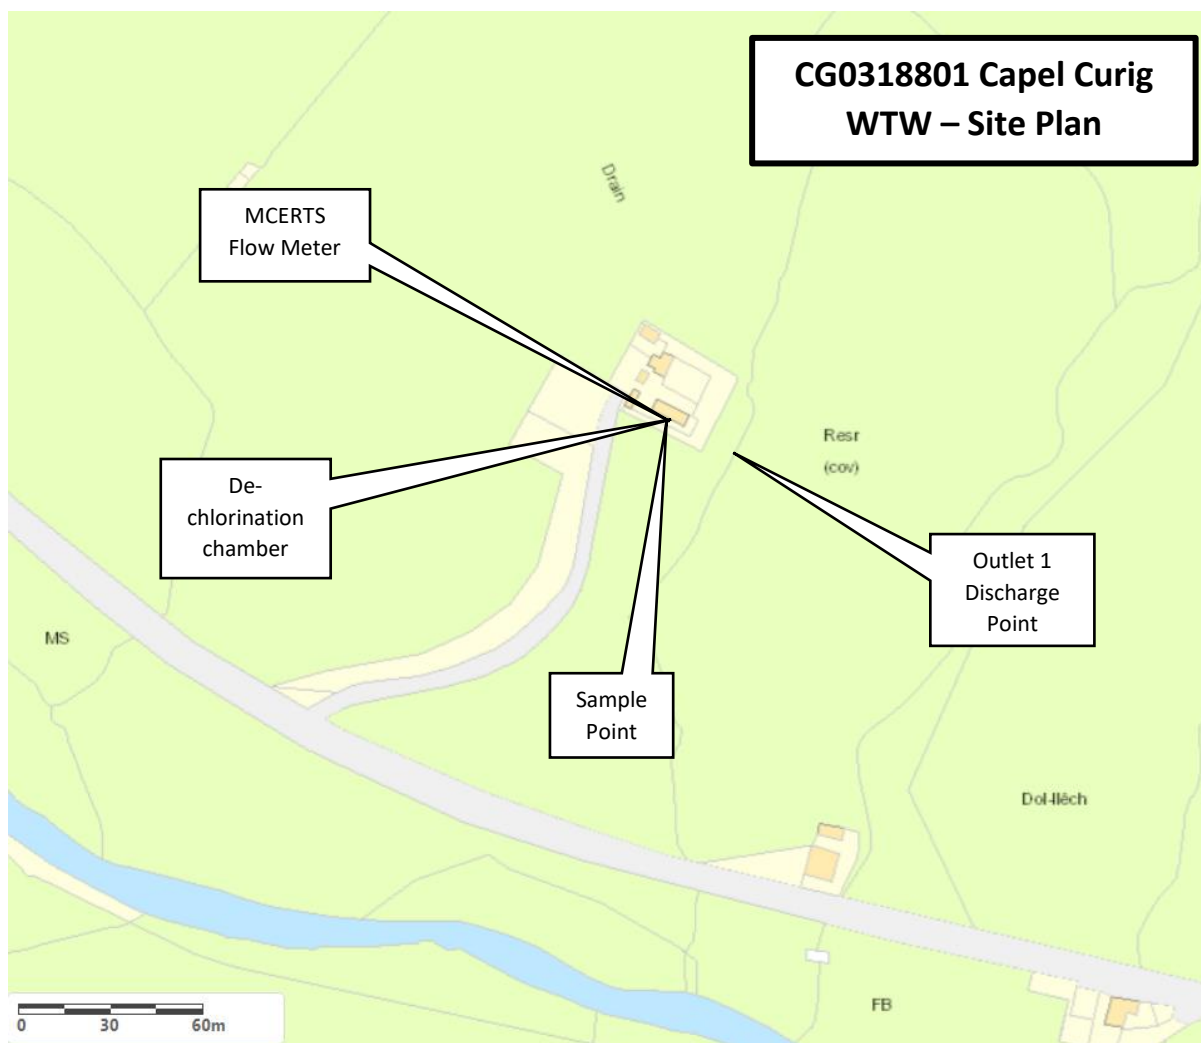 CG0318801 Capel Curig
WTW – Site Plan
Drain
MCERTS
Flow Meter
Resr
(cov)
De-
chlorination
chamber
Outlet 1
Discharge
Point
MS
Sample
Point
Dol-llêch
FB
0 30 60m